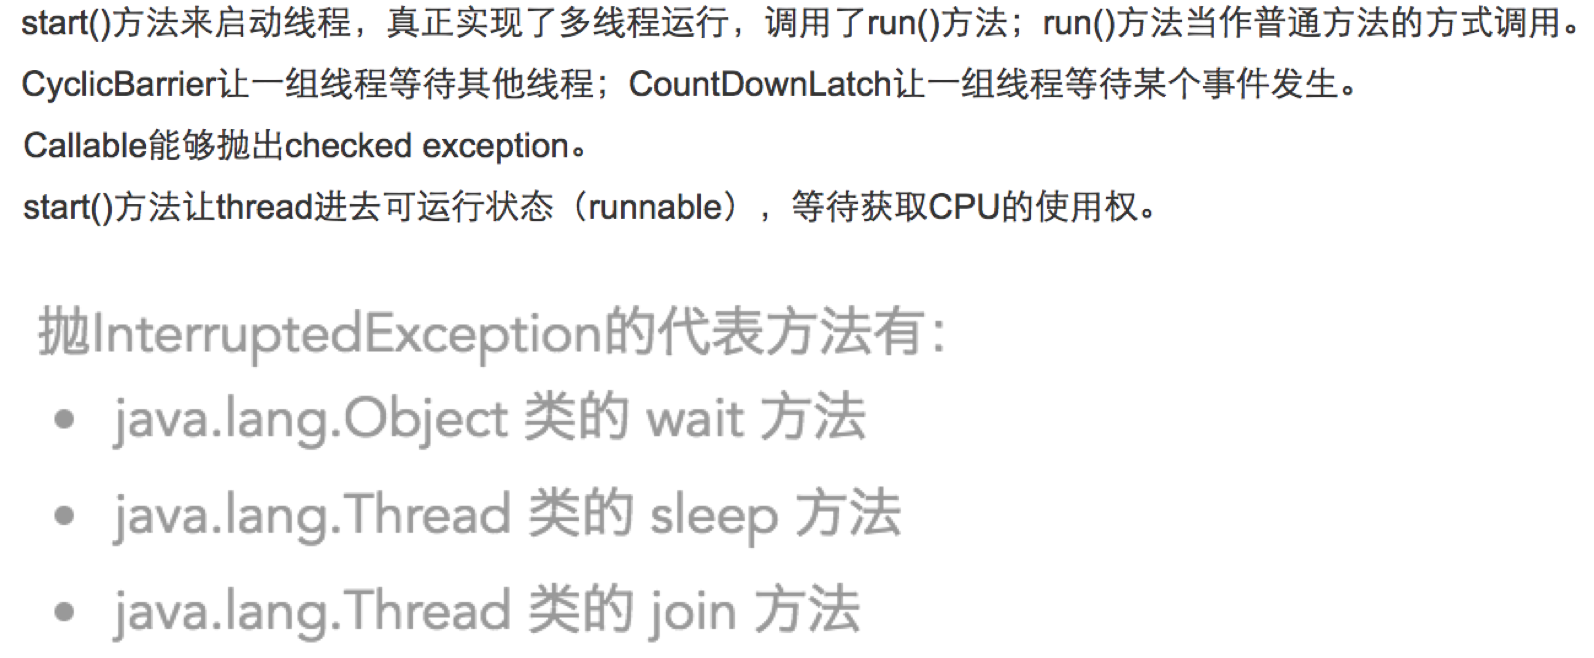 start()方法来启动线程，真正实现了多线程运行，调用了run()方法；run()方法当作普通方法的方式调用。
CyclicBarrier让一组线程等待其他线程；CountDownLatch让一组线程等待某个事件发生。
Callable能够抛出checked exception。
start()方法让thread进去可运行状态（runnable），等待获取CPU的使用权。
抛InterruptedException的代表方法有：
• java.lang.Object 类的 wait 方法
• java.lang.Thread 类的 sleep 方法
• java.lang.Thread 类的 join 方法